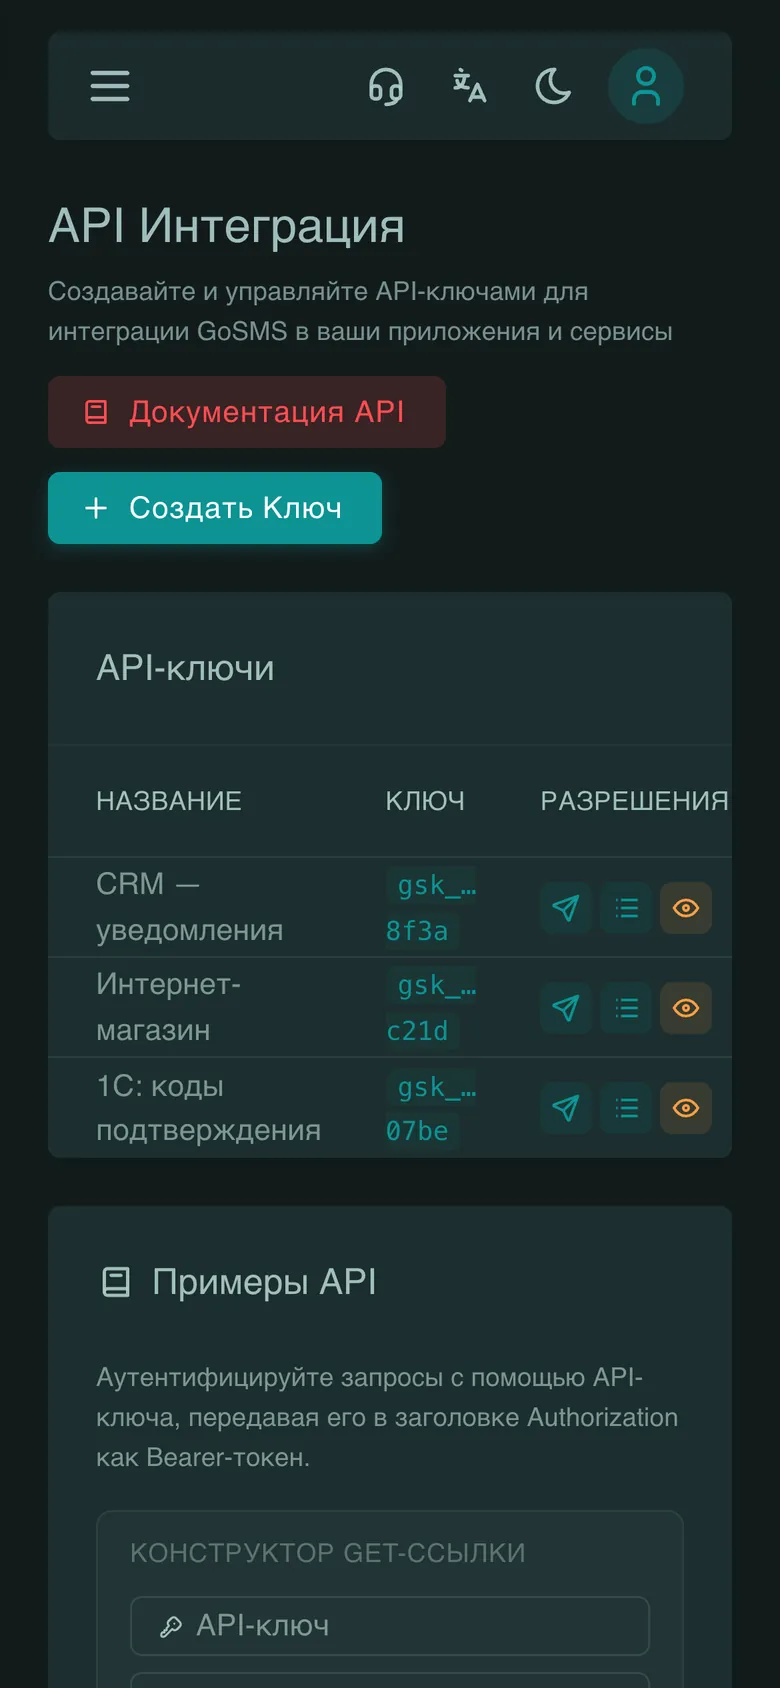 API Интеграция
Создавайте и управляйте API-ключами для
интеграции GoSMS в ваши приложения и сервисы
Документация API
Создать Ключ
API-ключи
НАЗВАНИЕ КЛЮЧ РАЗРЕШЕНИЯ
CRM — gsk_…
уведомления 8f3a
Интернет- gsk_…
магазин c21d
1С: коды gsk_…
подтверждения 07be
Примеры API
Аутентифицируйте запросы с помощью API-
ключа, передавая его в заголовке Authorization
как Bearer-токен.
КОНСТРУКТОР GET-ССЫЛКИ
API-ключ